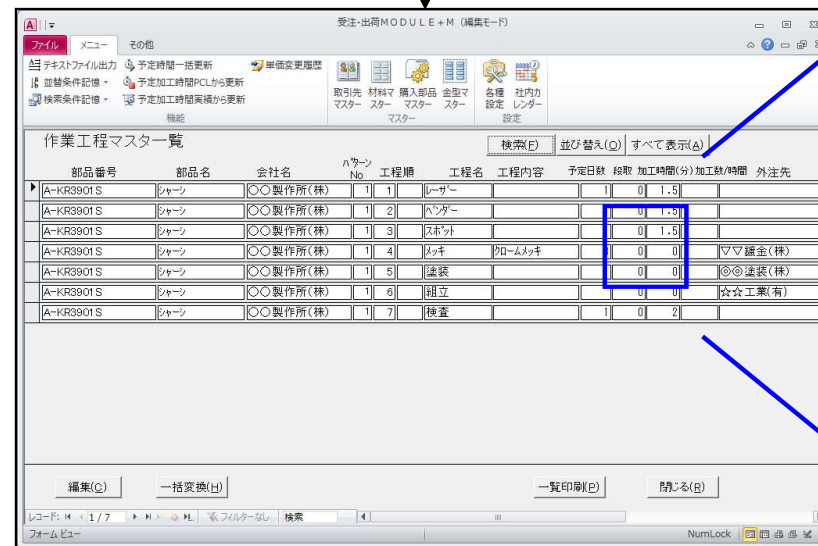 受注・出荷MODULE+M（編集モード）
ファイル メニュー その他
テキストファイル出力 予定時間一括更新 単価変更履歴
並替条件記憶 予定加工時間PCLから更新
検索条件記憶 予定加工時間実績から更新
取引先マスター 材料マスター 購入部品マスター 金型マスター 各種設定 社内カレンダー
機能 マスター 設定
作業工程マスタ一覧 検索(F) 並び替え(O) すべて表示(A)
部品番号 部品名 会社名 パターンNo 工程順 工程名 工程内容 予定日数 段取 加工時間(分) 加工数/時間 外注先
A-KR3901S シャーシ 〇〇製作所(株) 1 1 レーザー 1 0 1.5
A-KR3901S シャーシ 〇〇製作所(株) 1 2 ベンダー 0 1.5
A-KR3901S シャーシ 〇〇製作所(株) 1 3 スポット 0 1.5
A-KR3901S シャーシ 〇〇製作所(株) 1 4 メッキ クロームメッキ 0 0 ▽▽鍍金(株)
A-KR3901S シャーシ 〇〇製作所(株) 1 5 塗装 0 0 ◎◎塗装(株)
A-KR3901S シャーシ 〇〇製作所(株) 1 6 組立 0 0 ☆☆工業(有)
A-KR3901S シャーシ 〇〇製作所(株) 1 7 検査 1 0 2
編集(C) 一括変換(H) 一覧印刷(P) 閉じる(R)
レコード: 1 / 7 フィルターなし 検索
フォーム ビュー NumLock